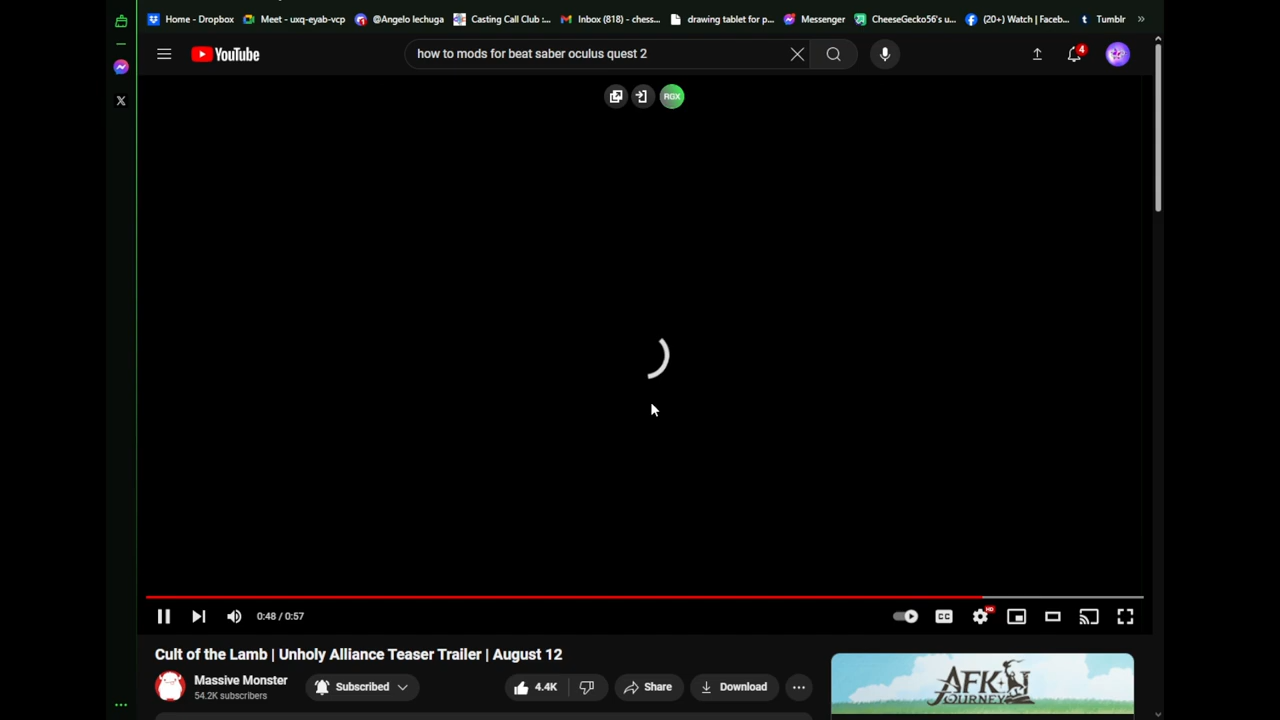 Home - Dropbox Meet - uxq-eyab-vcp @Angelo lechuga Casting Call Club :... Inbox (818) - chess... drawing tablet for p... Messenger CheeseGecko56's u... (20+) Watch | Faceb... Tumblr »
YouTube how to mods for beat saber oculus quest 2 4
RGX
0:48 / 0:57 CC HD
Cult of the Lamb | Unholy Alliance Teaser Trailer | August 12
Massive Monster
54.2K subscribers
Subscribed 4.4K Share Download
AFK JOURNEY